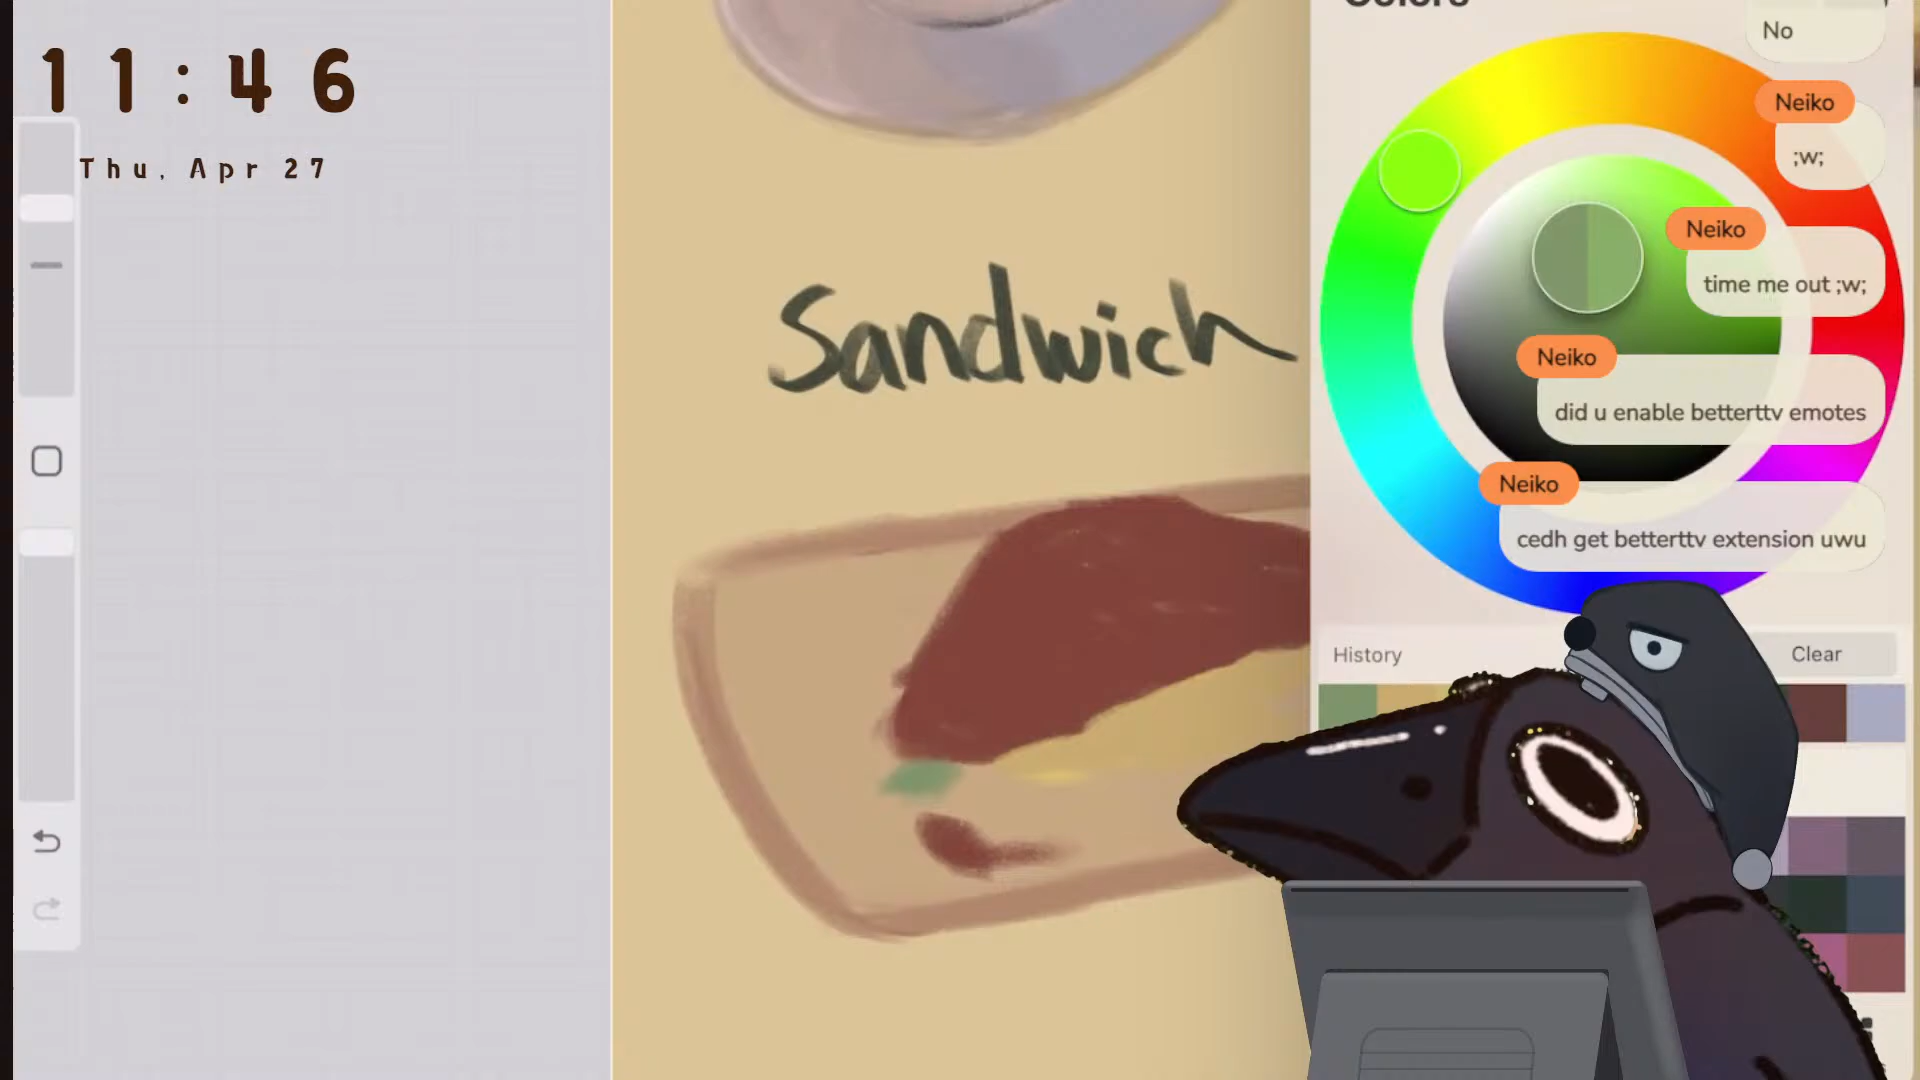 11:46
Thu, Apr 27
Sandwich
Colors
No
Neiko
;w;
Neiko
time me out ;w;
Neiko
did u enable betterttv emotes
Neiko
cedh get betterttv extension uwu
History
Clear